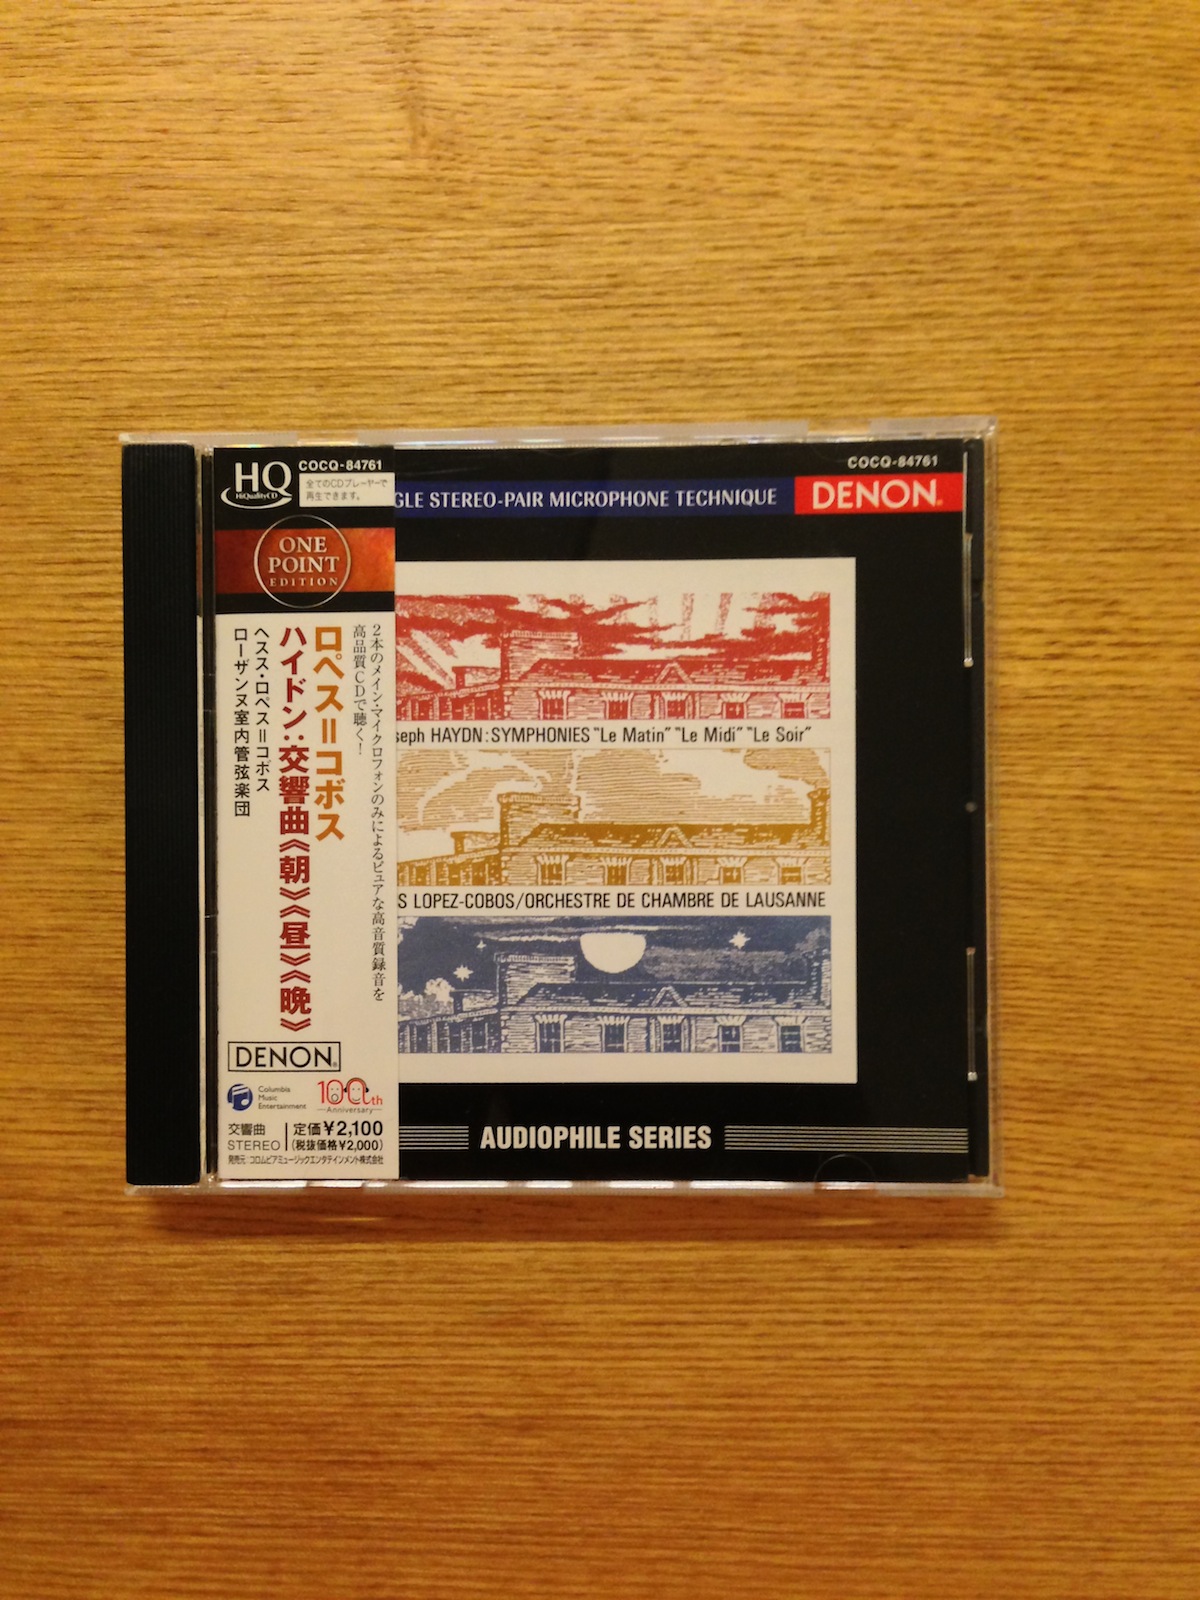 HQ
HiQualityCD
COCQ-84761
全てのCDプレーヤーで
再生できます。
ONE
POINT
EDITION
2本のメイン・マイクロフォンのみによるピュアな高音質録音を
高品質CDで聴く!
ロペス=コボス
ハイドン:交響曲《朝》《昼》《晩》
ヘスス・ロペス=コボス
ローザンヌ室内管弦楽団
DENON
Columbia
Music
Entertainment
100th
Anniversary
交響曲
STEREO
定価¥2,100
(税抜価格¥2,000)
発売元:コロムビアミュージックエンタテインメント株式会社
COCQ-84761
GLE STEREO-PAIR MICROPHONE TECHNIQUE
DENON
seph HAYDN: SYMPHONIES "Le Matin" "Le Midi" "Le Soir"
S LOPEZ-COBOS/ORCHESTRE DE CHAMBRE DE LAUSANNE
AUDIOPHILE SERIES